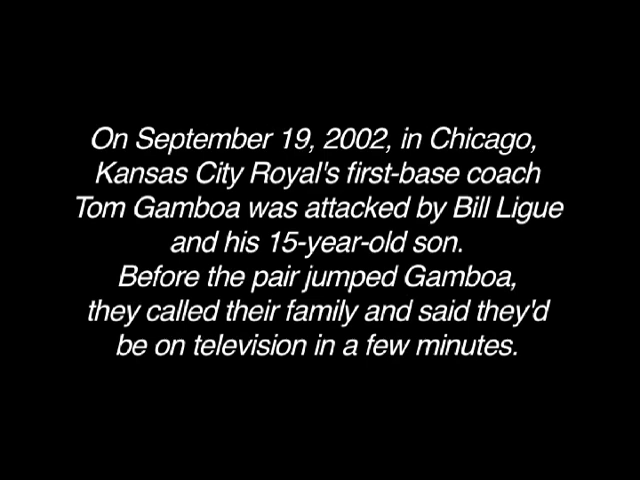 On September 19, 2002, in Chicago,
Kansas City Royal's first-base coach
Tom Gamboa was attacked by Bill Ligue
and his 15-year-old son.
Before the pair jumped Gamboa,
they called their family and said they'd
be on television in a few minutes.